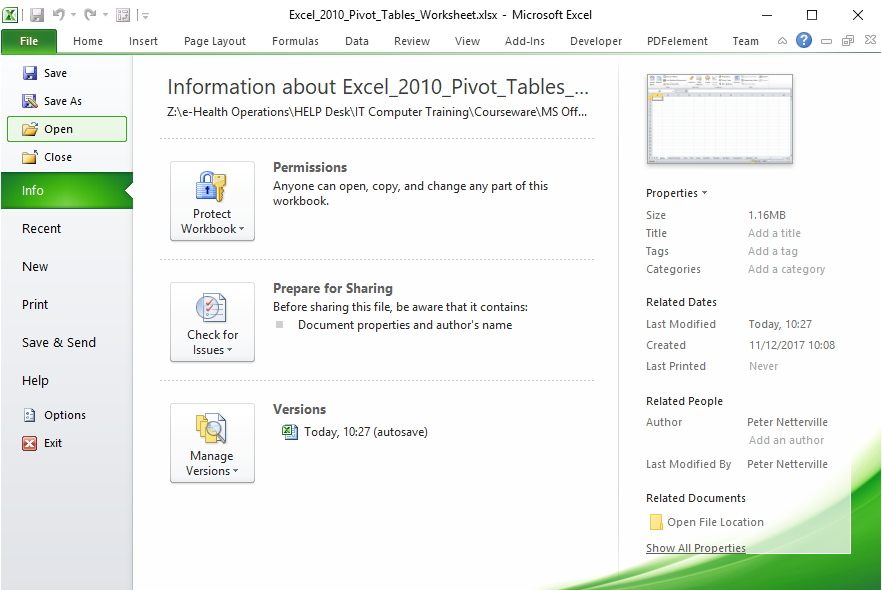 Excel_2010_Pivot_Tables_Worksheet.xlsx - Microsoft Excel
File Home Insert Page Layout Formulas Data Review View Add-Ins Developer PDFelement Team
Save
Save As
Open
Close
Info
Recent
New
Print
Save & Send
Help
Options
Exit
Information about Excel_2010_Pivot_Tables_...
Z:\e-Health Operations\HELP Desk\IT Computer Training\Courseware\MS Off...
Protect
Workbook
Permissions
Anyone can open, copy, and change any part of this
workbook.
Check for
Issues
Prepare for Sharing
Before sharing this file, be aware that it contains:
Document properties and author's name
Manage
Versions
Versions
Today, 10:27 (autosave)
Properties
Size 1.16MB
Title Add a title
Tags Add a tag
Categories Add a category
Related Dates
Last Modified Today, 10:27
Created 11/12/2017 10:08
Last Printed Never
Related People
Author Peter Netterville
Add an author
Last Modified By Peter Netterville
Related Documents
Open File Location
Show All Properties